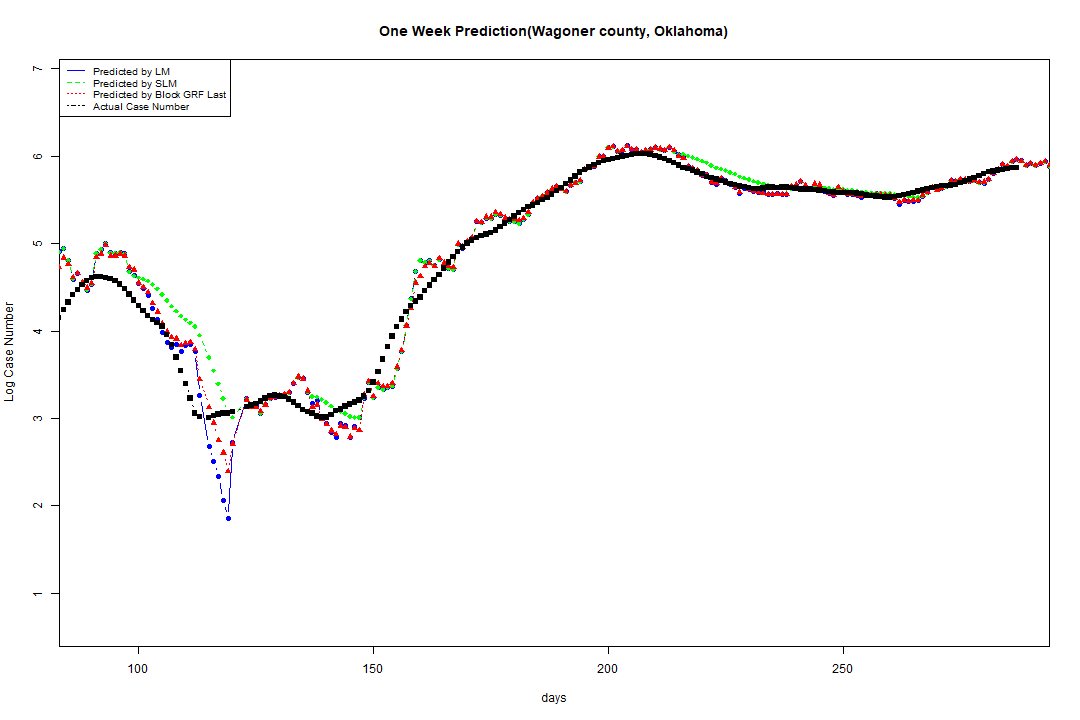 One Week Prediction(Wagoner county, Oklahoma)
Predicted by LM
Predicted by SLM
Predicted by Block GRF Last
Actual Case Number
7
6
5
4
3
2
1
Log Case Number
100
150
200
250
days